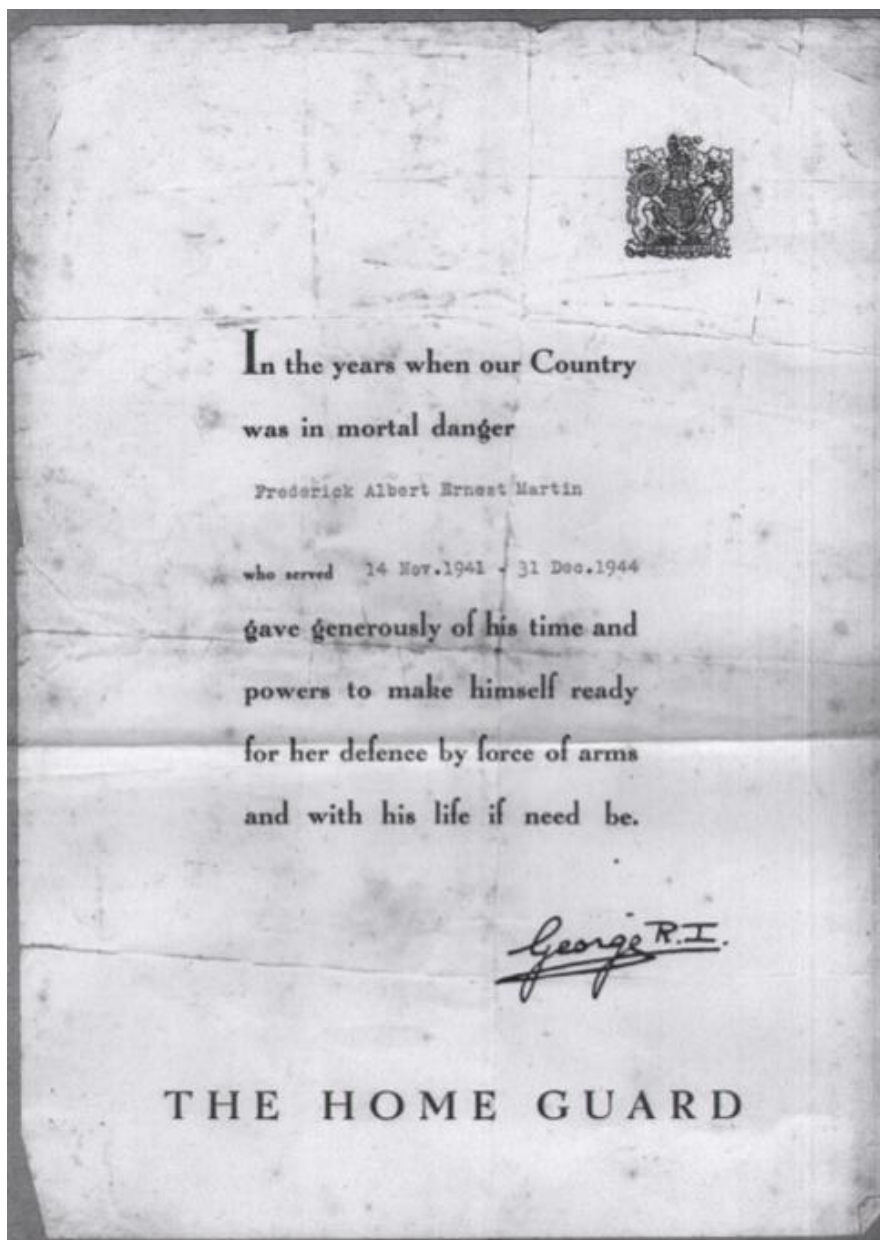 In the years when our Country
was in mortal danger
Frederick Albert Ernest Martin
who served 14 Nov.1941 - 31 Dec.1944
gave generously of his time and
powers to make himself ready
for her defence by force of arms
and with his life if need be.
George R.I.
THE HOME GUARD